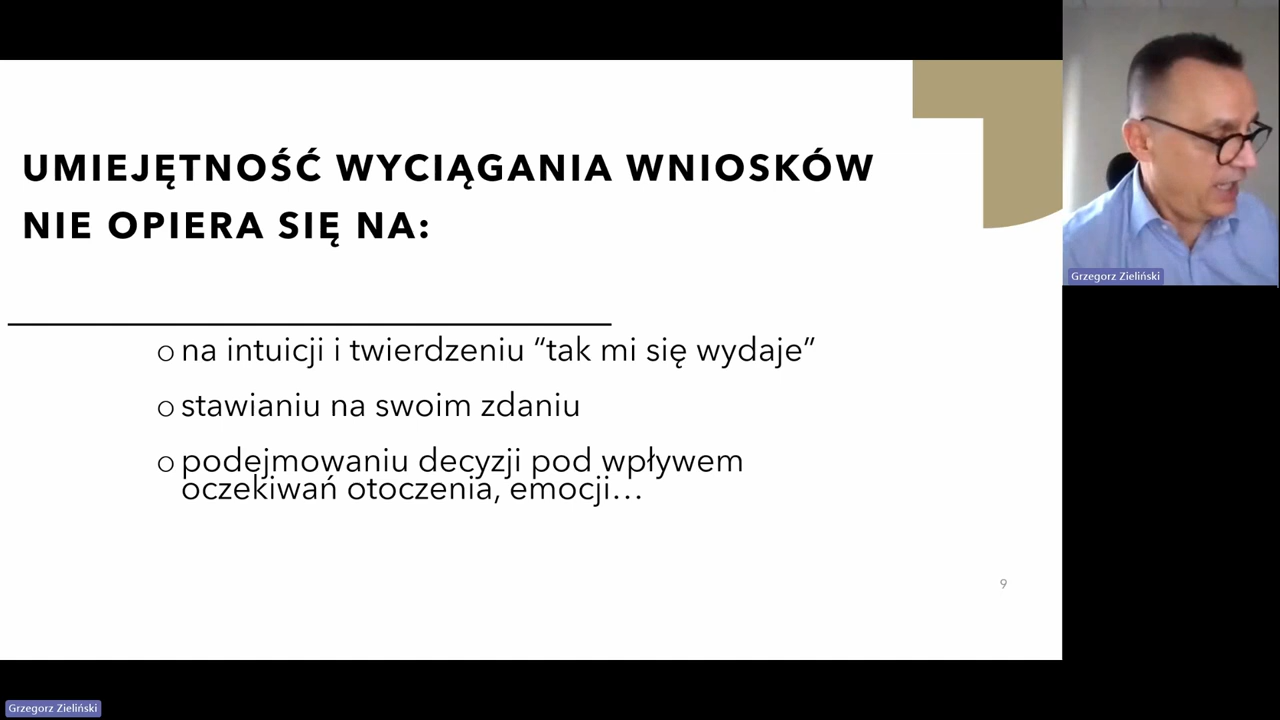 UMIEJĘTNOŚĆ WYCIĄGANIA WNIOSKÓW
NIE OPIERA SIĘ NA:
o na intuicji i twierdzeniu “tak mi się wydaje”
o stawianiu na swoim zdaniu
o podejmowaniu decyzji pod wpływem
oczekiwań otoczenia, emocji...
9
Grzegorz Zieliński
Grzegorz Zieliński